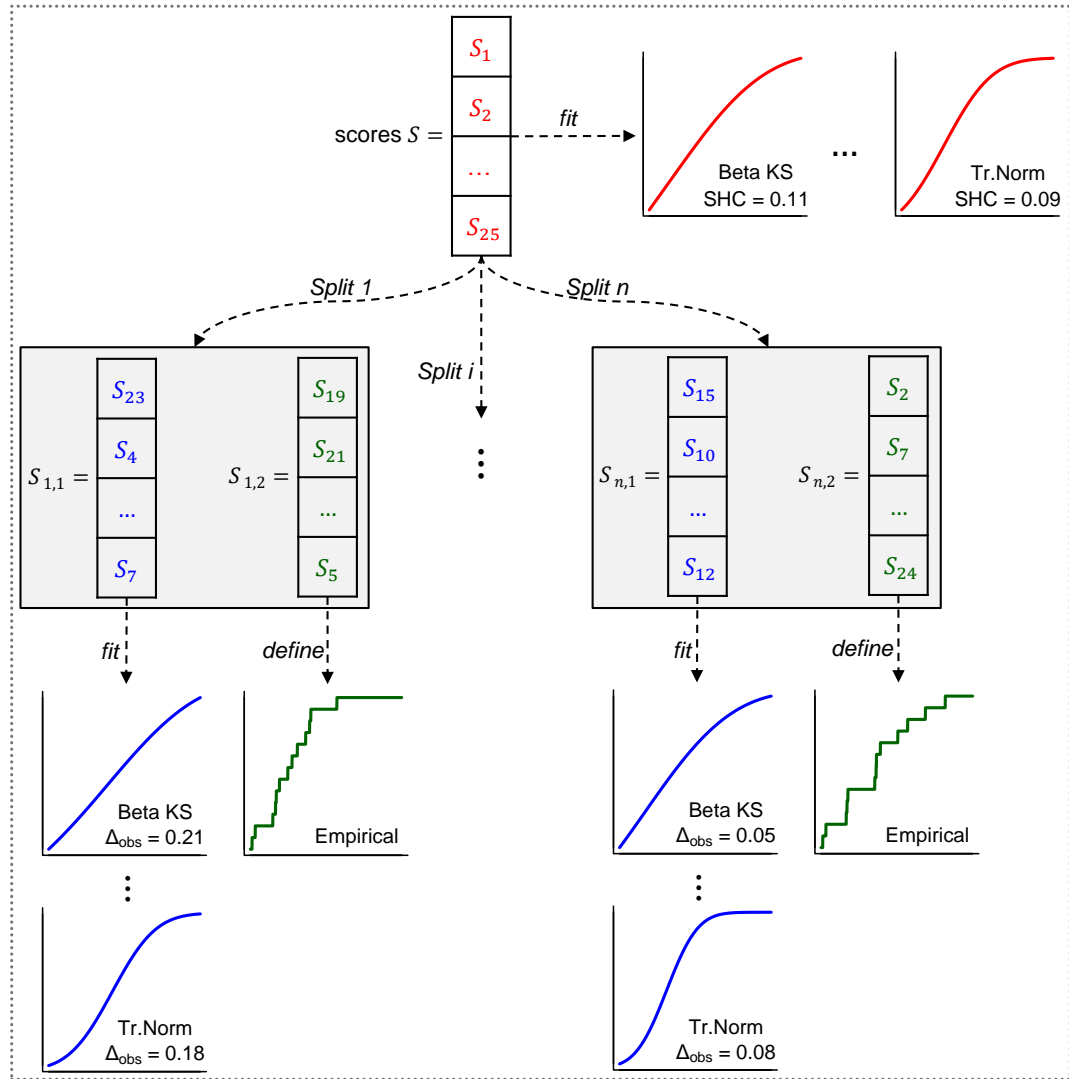 S₁
S₂
scores S =
...
S₂₅
fit
Beta KS
SHC = 0.11
...
Tr.Norm
SHC = 0.09
Split 1
Split i
Split n
S₁,₁ =
S₂₃
S₄
...
S₇
S₁,₂ =
S₁₉
S₂₁
...
S₅
⋮
Sₙ,₁ =
S₁₅
S₁₀
...
S₁₂
Sₙ,₂ =
S₂
S₇
...
S₂₄
fit
define
fit
define
Beta KS
Δobs = 0.21
Empirical
Beta KS
Δobs = 0.05
Empirical
⋮
⋮
Tr.Norm
Δobs = 0.18
Tr.Norm
Δobs = 0.08